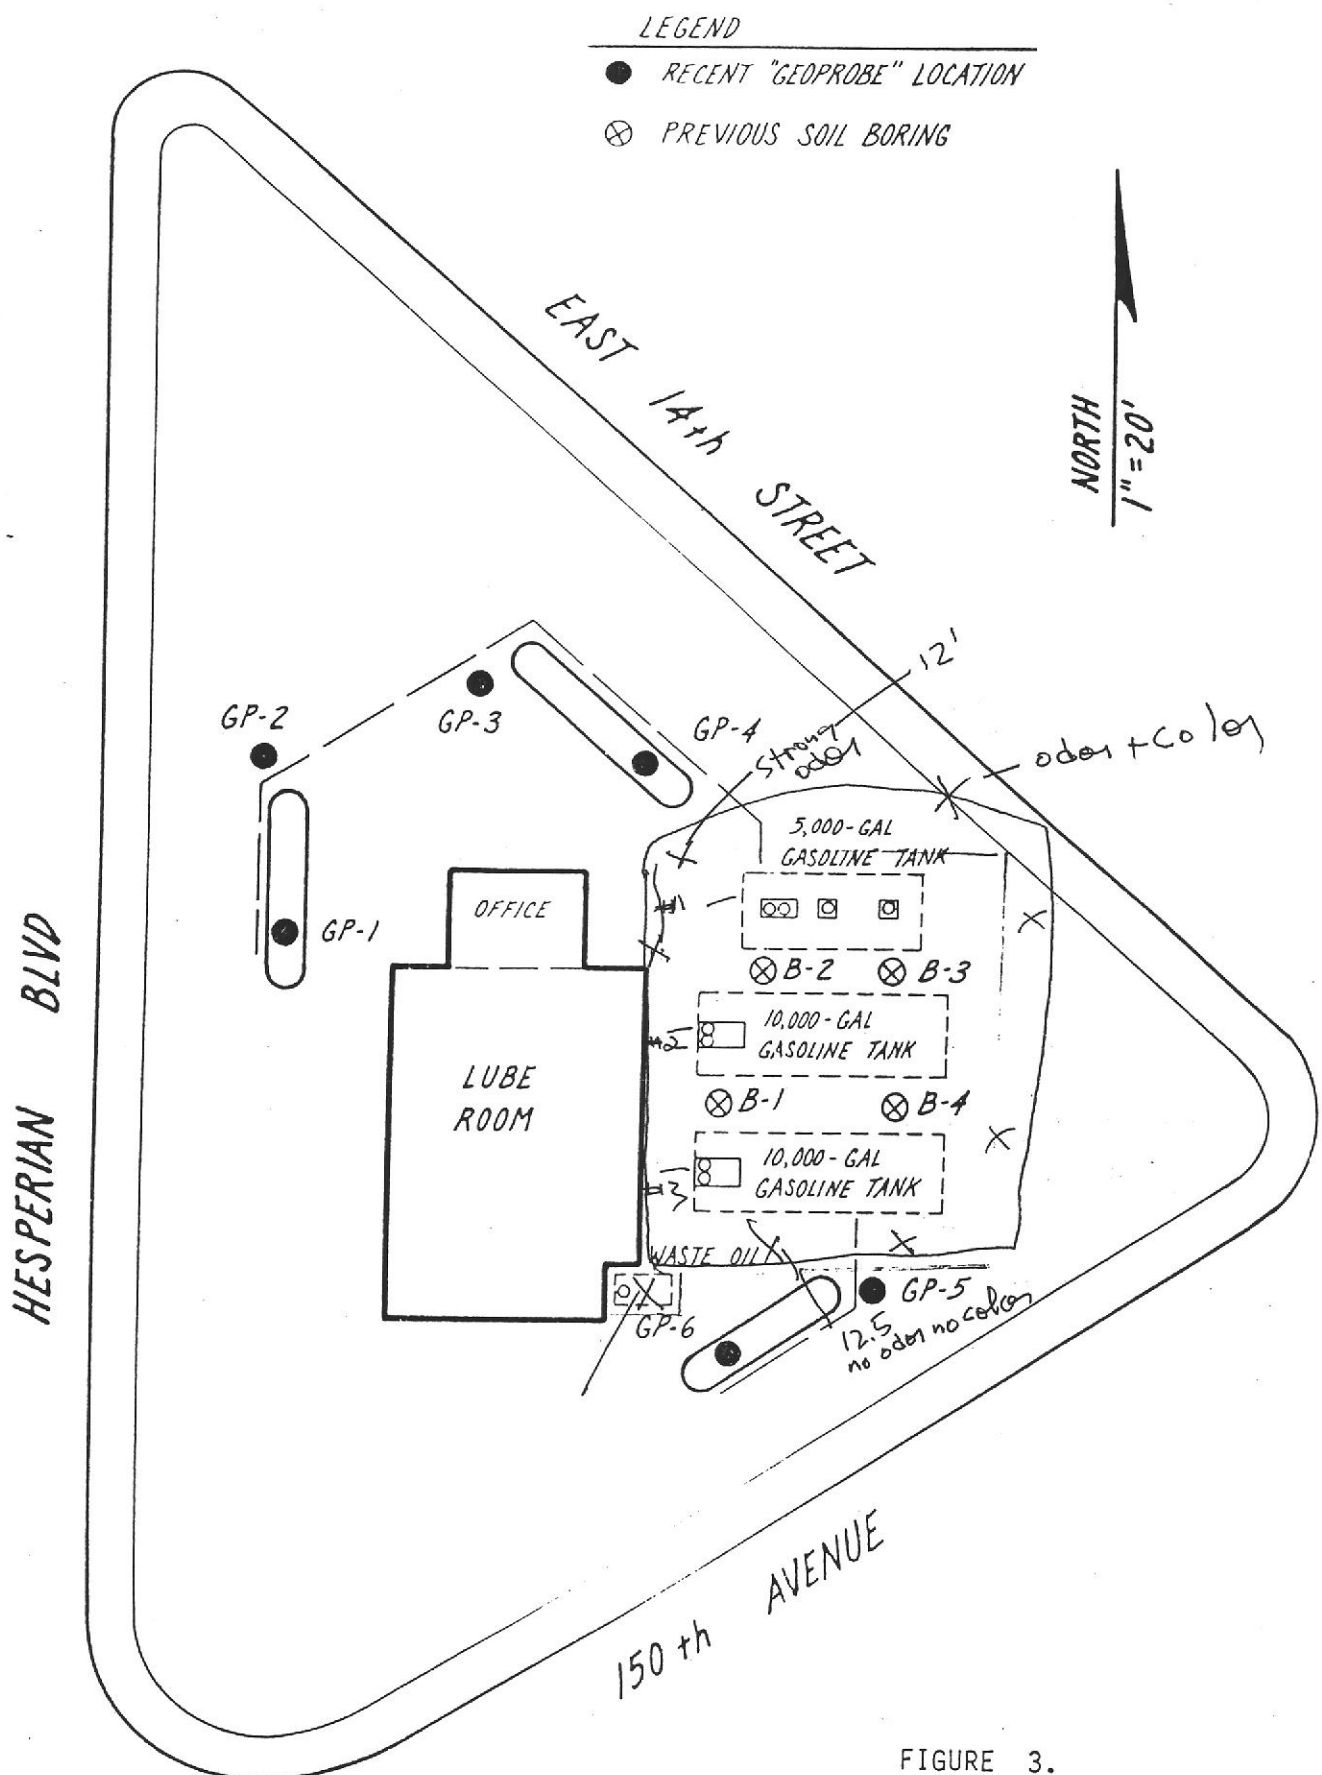 LEGEND
RECENT "GEOPROBE" LOCATION
PREVIOUS SOIL BORING
NORTH
1"=20'
EAST 14th STREET
12'
strong
odor
odor + Color
GP-2
GP-3
GP-4
GP-1
OFFICE
5,000-GAL
GASOLINE TANK
#1
B-2
B-3
10,000-GAL
GASOLINE TANK
#2
LUBE
ROOM
B-1
B-4
10,000-GAL
GASOLINE TANK
#3
WASTE OIL
GP-5
GP-6
12.5
no odor no color
HESPERIAN BLVD
150th AVENUE
FIGURE 3.